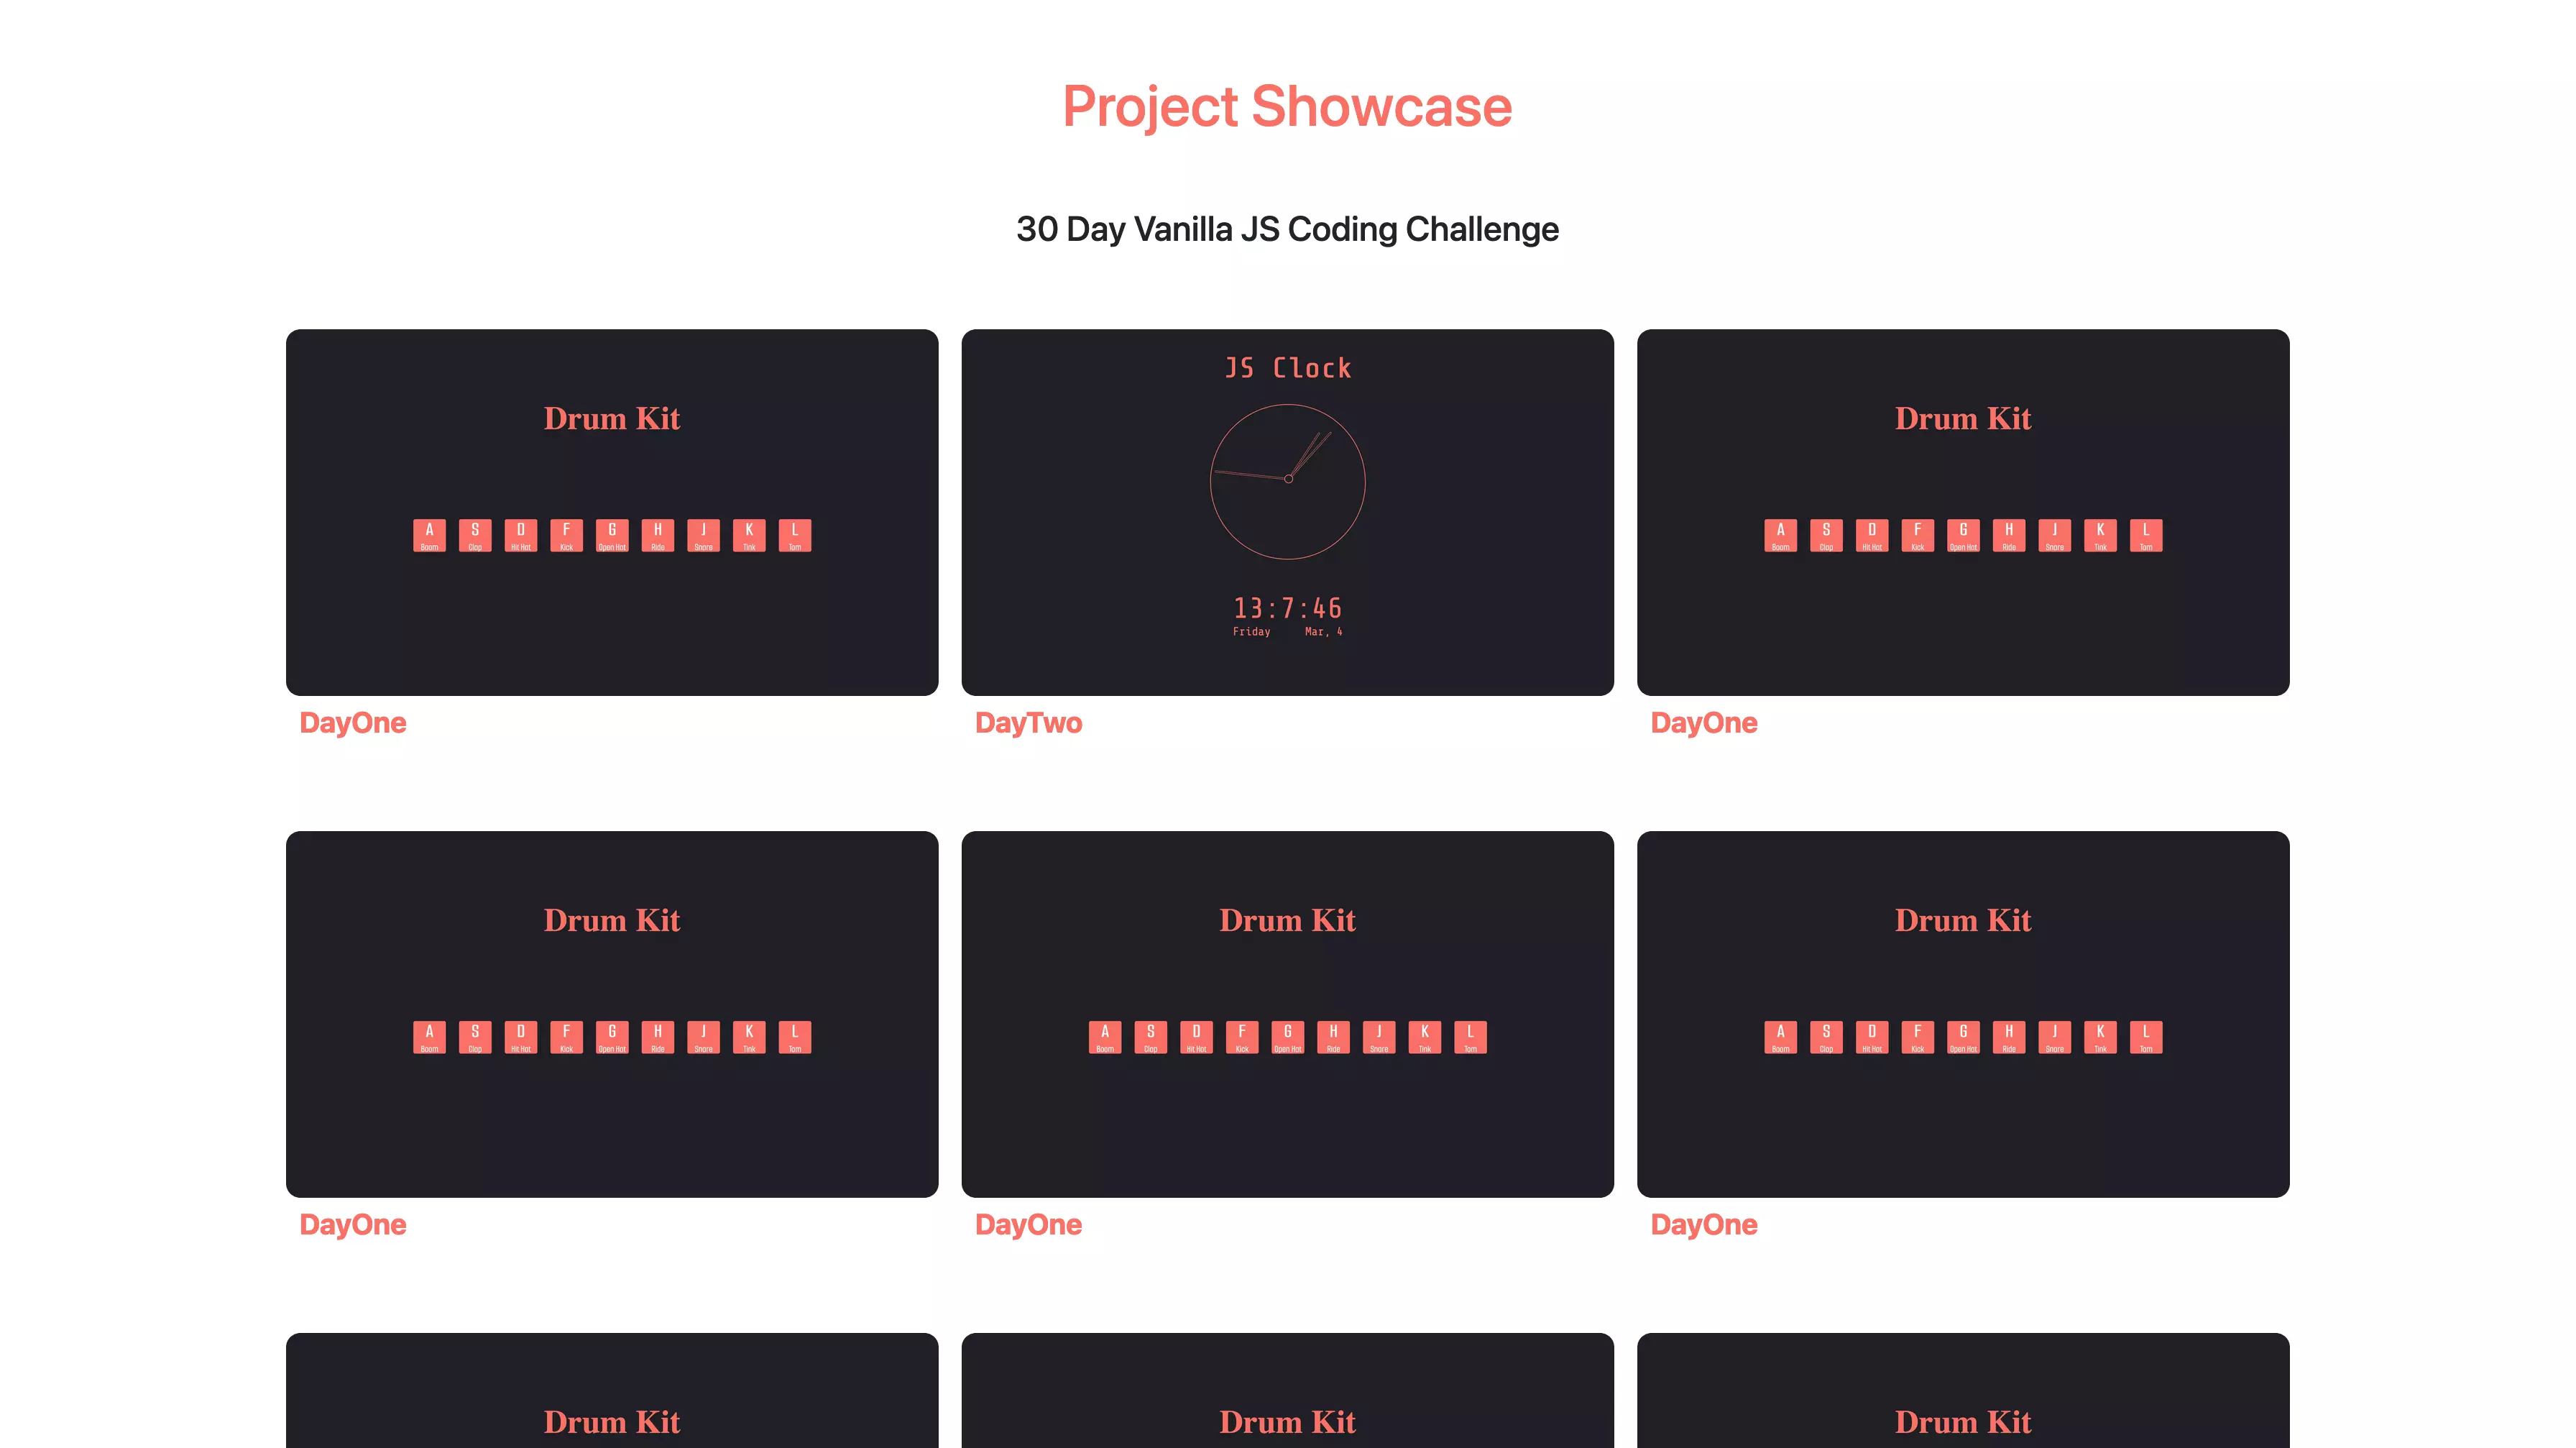 Project Showcase
30 Day Vanilla JS Coding Challenge
Drum Kit
A S D F G H J K L
Boom Clap Hit Hat Kick Open Hat Ride Snare Tink Tom
DayOne
JS Clock
13:7:46
Friday Mar, 4
DayTwo
Drum Kit
A S D F G H J K L
Boom Clap Hit Hat Kick Open Hat Ride Snare Tink Tom
DayOne
Drum Kit
A S D F G H J K L
Boom Clap Hit Hat Kick Open Hat Ride Snare Tink Tom
DayOne
Drum Kit
A S D F G H J K L
Boom Clap Hit Hat Kick Open Hat Ride Snare Tink Tom
DayOne
Drum Kit
A S D F G H J K L
Boom Clap Hit Hat Kick Open Hat Ride Snare Tink Tom
DayOne
Drum Kit
Drum Kit
Drum Kit